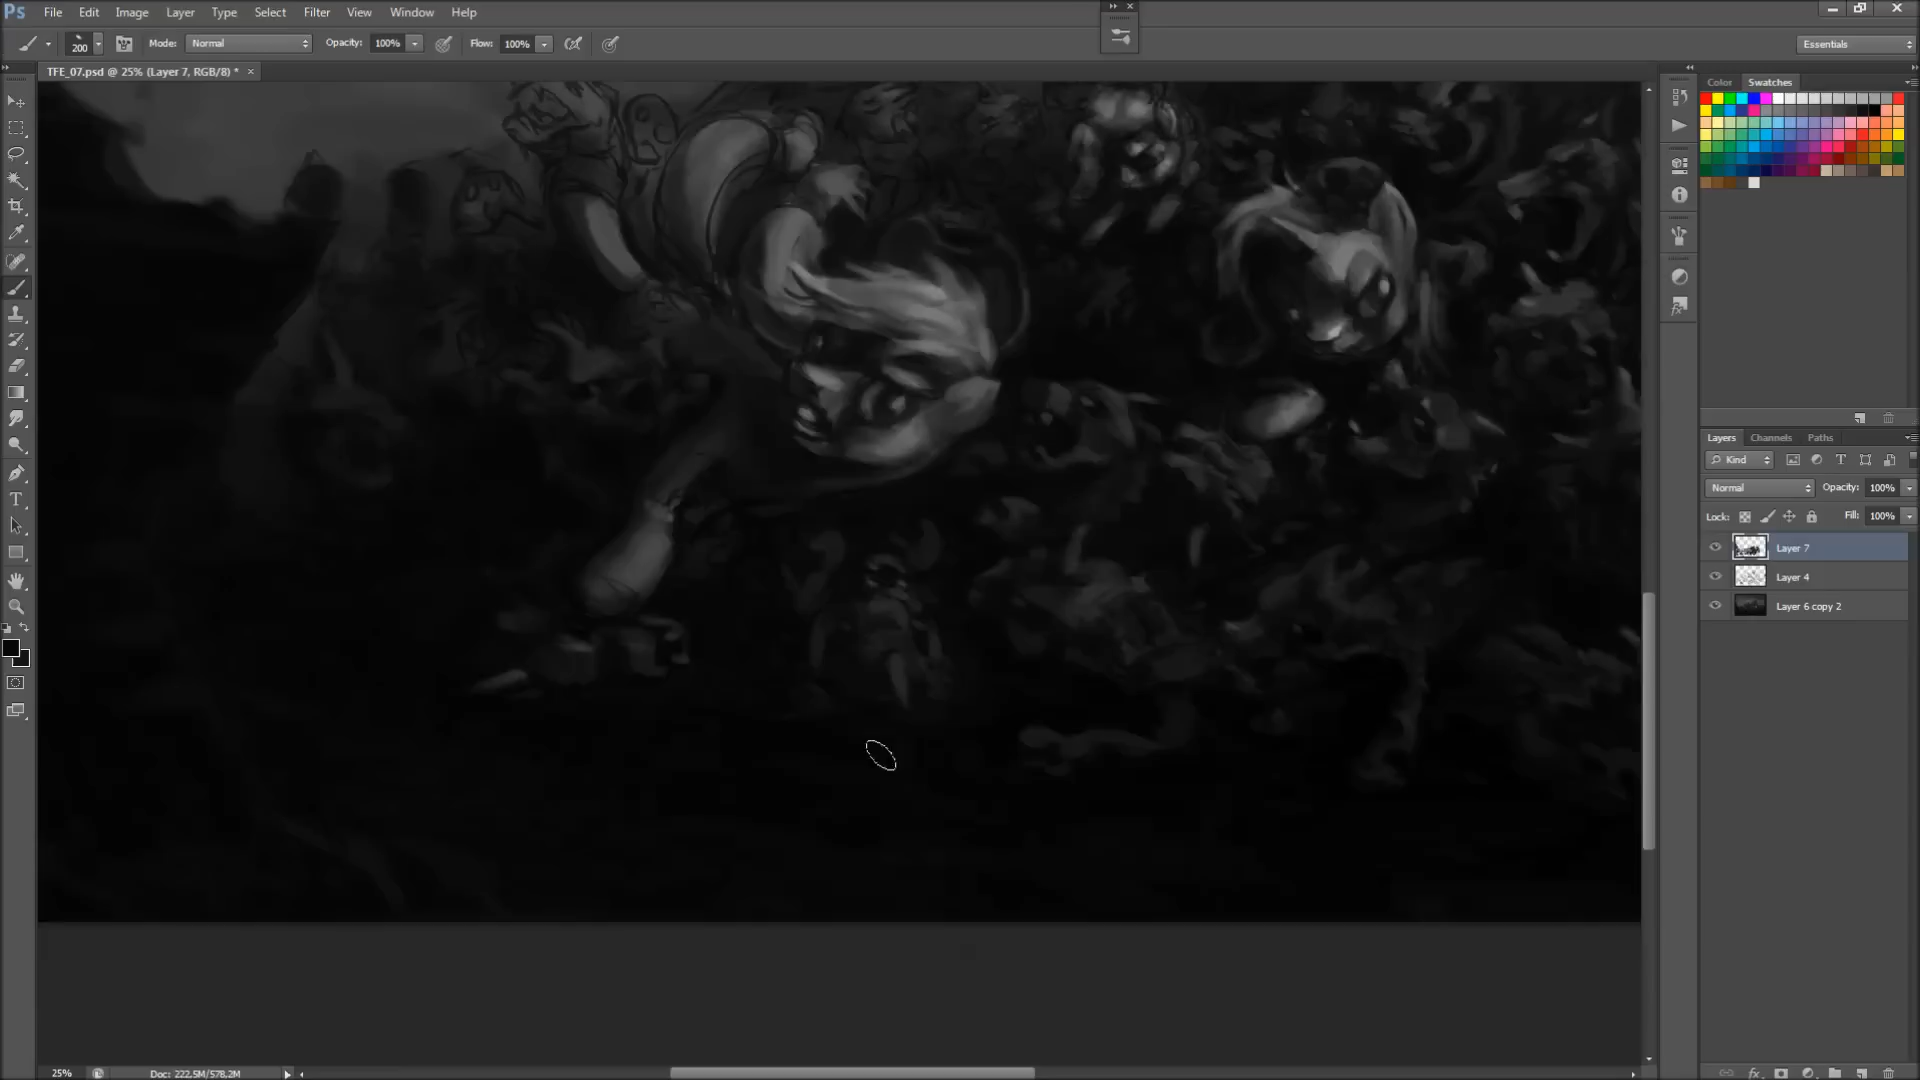 Ps File Edit Image Layer Type Select Filter View Window Help
200 Mode: Normal Opacity: 100% Flow: 100% Essentials
TFE_07.psd @ 25% (Layer 7, RGB/8) * ×
Color Swatches
Layers Channels Paths
Kind
Normal Opacity: 100%
Lock: Fill: 100%
Layer 7
Layer 4
Layer 6 copy 2
25% Doc: 222,5M/578,2M